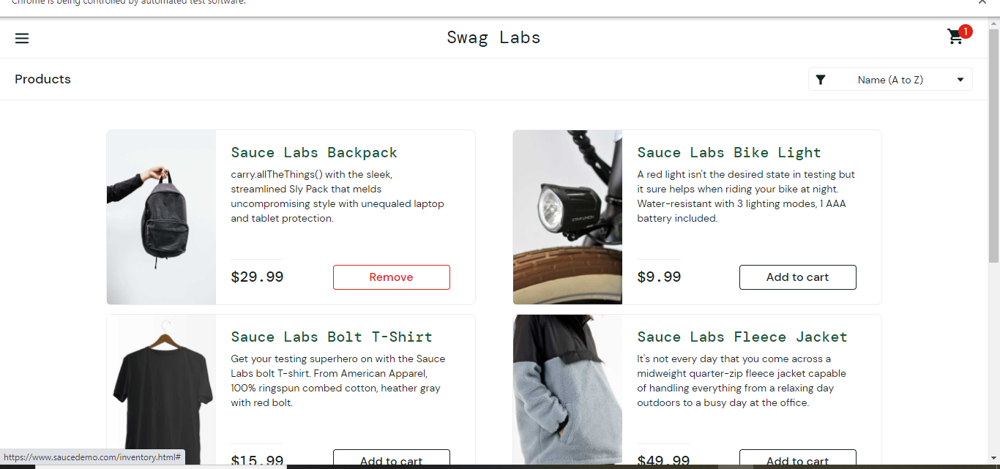 Chrome is being controlled by automated test software.
Swag Labs
1
Products
Name (A to Z)
Sauce Labs Backpack
carry.allTheThings() with the sleek,
streamlined Sly Pack that melds
uncompromising style with unequaled laptop
and tablet protection.
$29.99
Remove
Sauce Labs Bike Light
A red light isn't the desired state in testing but
it sure helps when riding your bike at night.
Water-resistant with 3 lighting modes, 1 AAA
battery included.
STAR UNION
$9.99
Add to cart
Sauce Labs Bolt T-Shirt
Get your testing superhero on with the Sauce
Labs bolt T-shirt. From American Apparel,
100% ringspun combed cotton, heather gray
with red bolt.
$15.99
Add to cart
Sauce Labs Fleece Jacket
It's not every day that you come across a
midweight quarter-zip fleece jacket capable
of handling everything from a relaxing day
outdoors to a busy day at the office.
$49.99
Add to cart
https://www.saucedemo.com/inventory.html#